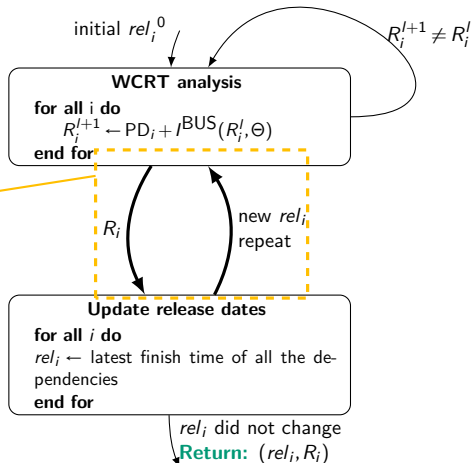 initial rel_i^0
R_i^{l+1} ≠ R_i^l
WCRT analysis
for all i do
R_i^{l+1} ← PD_i + I^BUS(R_i^l, Θ)
end for
R_i
new rel_i
repeat
Update release dates
for all i do
rel_i ← latest finish time of all the de-
pendencies
end for
rel_i did not change
Return: (rel_i, R_i)